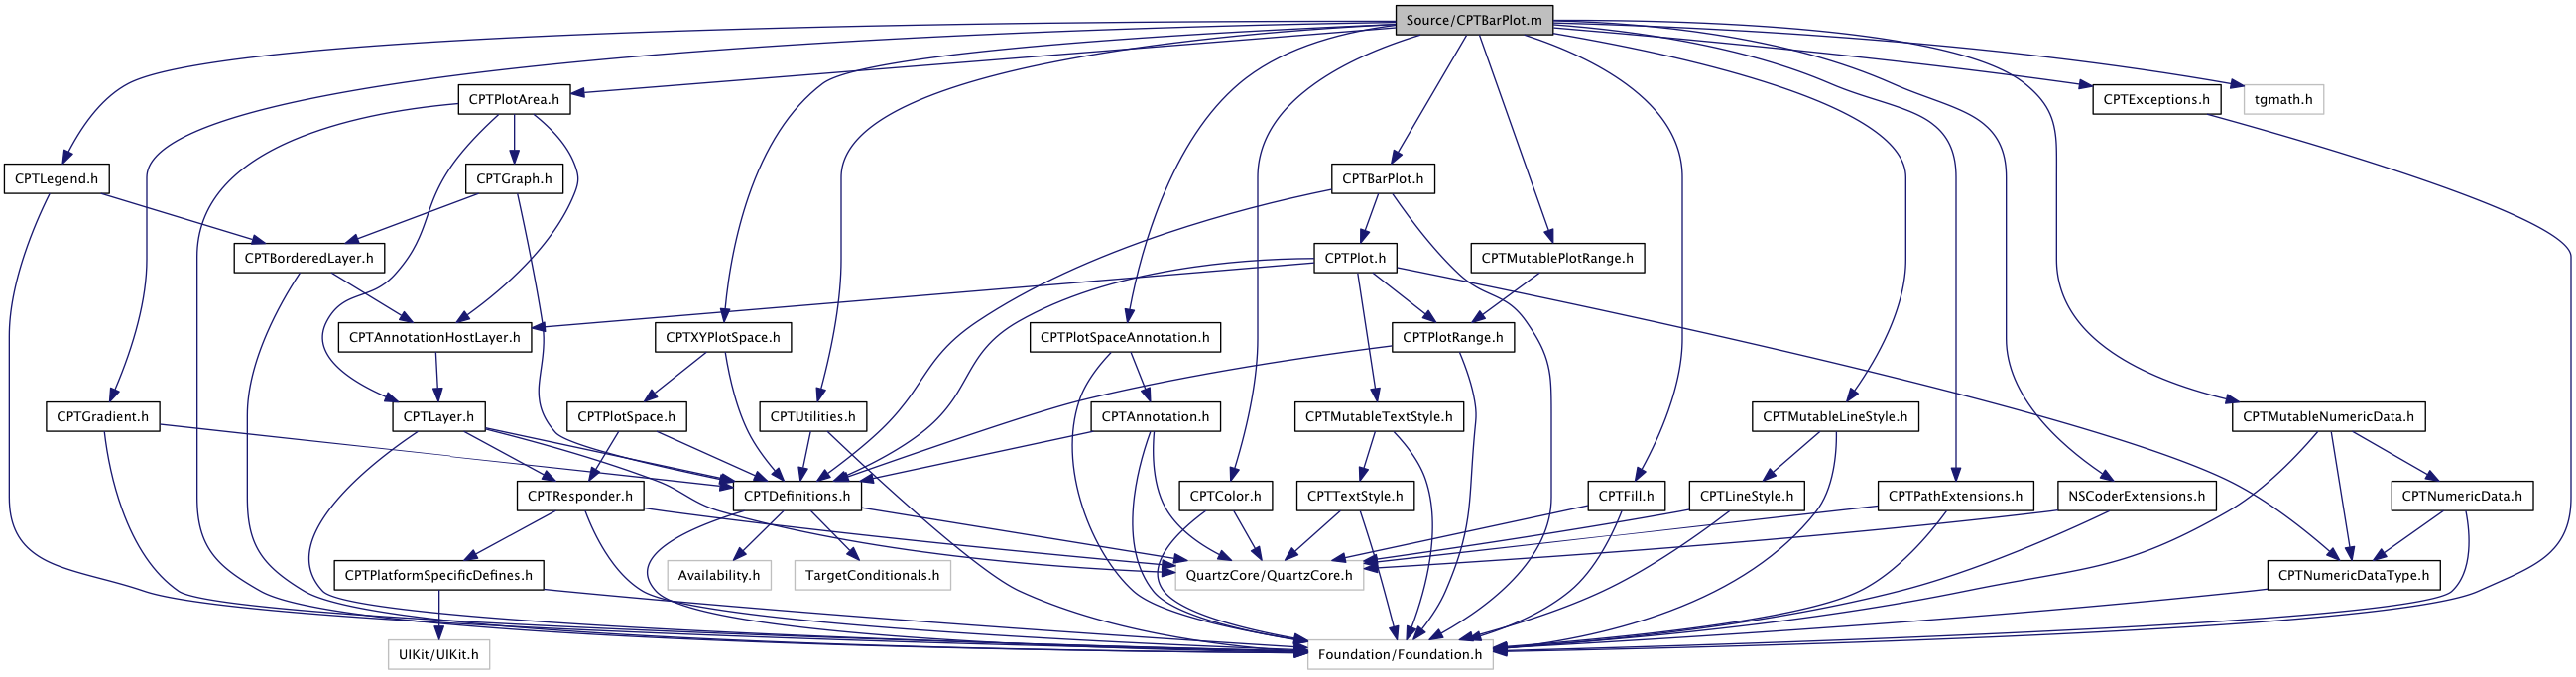 Source/CPTBarPlot.m
CPTPlotArea.h
CPTExceptions.h
tgmath.h
CPTLegend.h
CPTGraph.h
CPTBarPlot.h
CPTBorderedLayer.h
CPTPlot.h
CPTMutablePlotRange.h
CPTAnnotationHostLayer.h
CPTXYPlotSpace.h
CPTPlotSpaceAnnotation.h
CPTPlotRange.h
CPTGradient.h
CPTLayer.h
CPTPlotSpace.h
CPTUtilities.h
CPTAnnotation.h
CPTMutableTextStyle.h
CPTMutableLineStyle.h
CPTMutableNumericData.h
CPTResponder.h
CPTDefinitions.h
CPTColor.h
CPTTextStyle.h
CPTFill.h
CPTLineStyle.h
CPTPathExtensions.h
NSCoderExtensions.h
CPTNumericData.h
CPTPlatformSpecificDefines.h
Availability.h
TargetConditionals.h
QuartzCore/QuartzCore.h
CPTNumericDataType.h
UIKit/UIKit.h
Foundation/Foundation.h